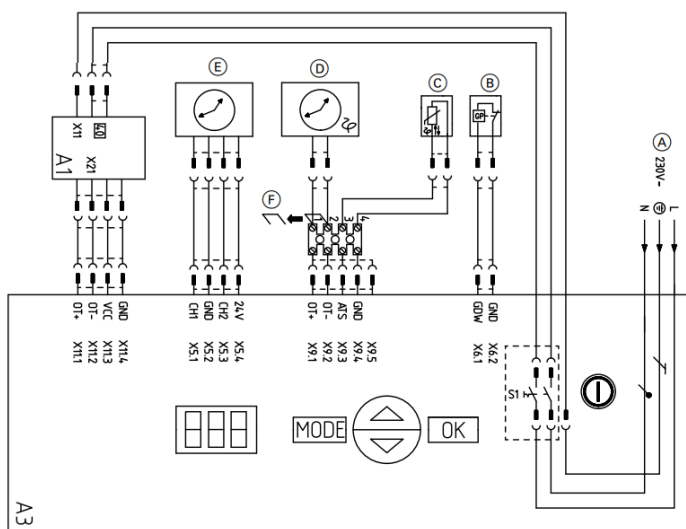 E
D
C
B
A
230V~
N
L
X11
40
X21
A1
GP
F
1
2
3
4
OT+
OT-
VCC
GND
X11.1
X11.2
X11.3
X11.4
CH1
GND
CH2
24V
X5.1
X5.2
X5.3
X5.4
OT+
OT-
ATS
GND
X9.1
X9.2
X9.3
X9.4
X9.5
GDW
GND
X6.1
X6.2
S1
MODE
OK
A3